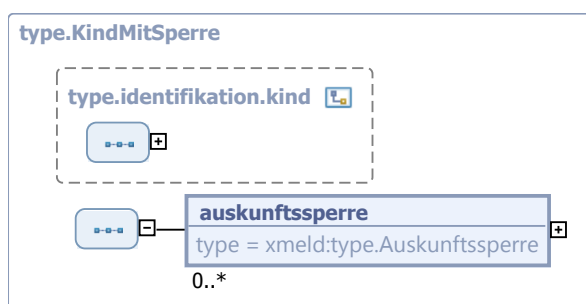 type.KindMitSperre
type.identifikation.kind
auskunftssperre
type = xmeld:type.Auskunftssperre
0..*